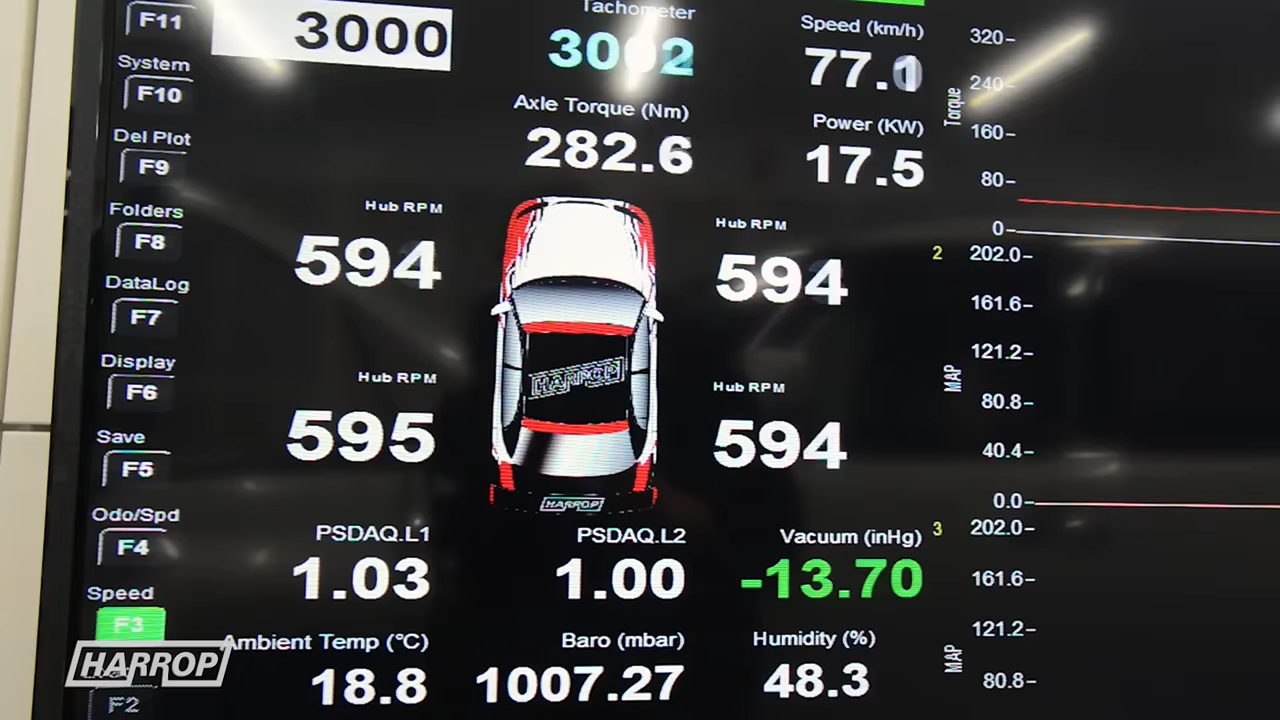 F11
3000
Tachometer
3002
Speed (km/h)
77.1
System
F10
Axle Torque (Nm)
282.6
Power (KW)
17.5
Del Plot
F9
Folders
F8
Hub RPM
594
Hub RPM
594
DataLog
F7
Display
F6
Hub RPM
595
Hub RPM
594
HARROP
HARROP
Save
F5
Odo/Spd
F4
PSDAQ.L1
1.03
PSDAQ.L2
1.00
Vacuum (inHg)
-13.70
Speed
F3
Ambient Temp (°C)
18.8
Baro (mbar)
1007.27
Humidity (%)
48.3
F2
HARROP
Torque
320
240
160
80
0
2
MAP
202.0
161.6
121.2
80.8
40.4
0.0
3
MAP
202.0
161.6
121.2
80.8